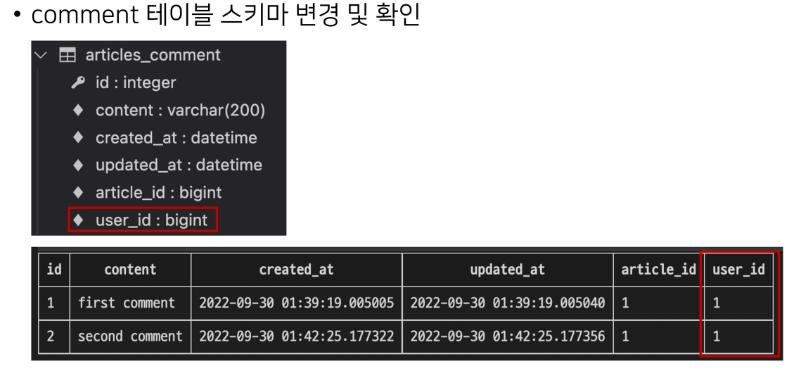 • comment 테이블 스키마 변경 및 확인
articles_comment
id : integer
content : varchar(200)
created_at : datetime
updated_at : datetime
article_id : bigint
user_id : bigint
id content created_at updated_at article_id user_id
1 first comment 2022-09-30 01:39:19.005005 2022-09-30 01:39:19.005040 1 1
2 second comment 2022-09-30 01:42:25.177322 2022-09-30 01:42:25.177356 1 1